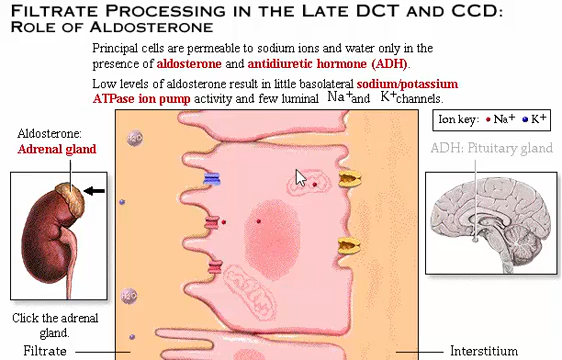 FILTRATE PROCESSING IN THE LATE DCT AND CCD:
ROLE OF ALDOSTERONE
Principal cells are permeable to sodium ions and water only in the
presence of aldosterone and antidiuretic hormone (ADH).
Low levels of aldosterone result in little basolateral sodium/potassium
ATPase ion pump activity and few luminal Na+ and K+ channels.
Ion key: Na+ K+
Aldosterone:
Adrenal gland
ADH: Pituitary gland
H₂O
H₂O
Click the adrenal
gland.
Filtrate
Interstitium